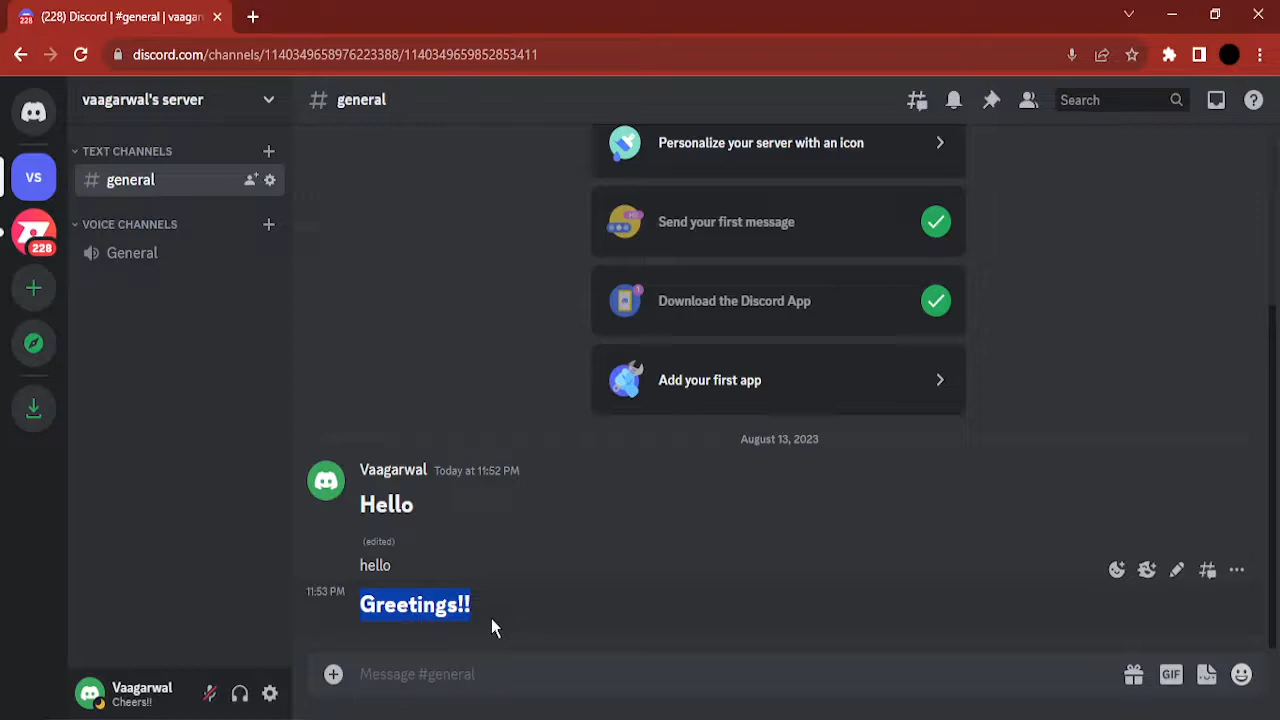 (228) Discord | #general | vaagar
discord.com/channels/1140349658976223388/1140349659852853411
vaagarwal's server
general
Search
TEXT CHANNELS
general
VS
VOICE CHANNELS
228
General
Personalize your server with an icon
Send your first message
Download the Discord App
Add your first app
August 13, 2023
Vaagarwal Today at 11:52 PM
Hello
(edited)
hello
11:53 PM
Greetings!!
Message #general
GIF
Vaagarwal
Cheers!!